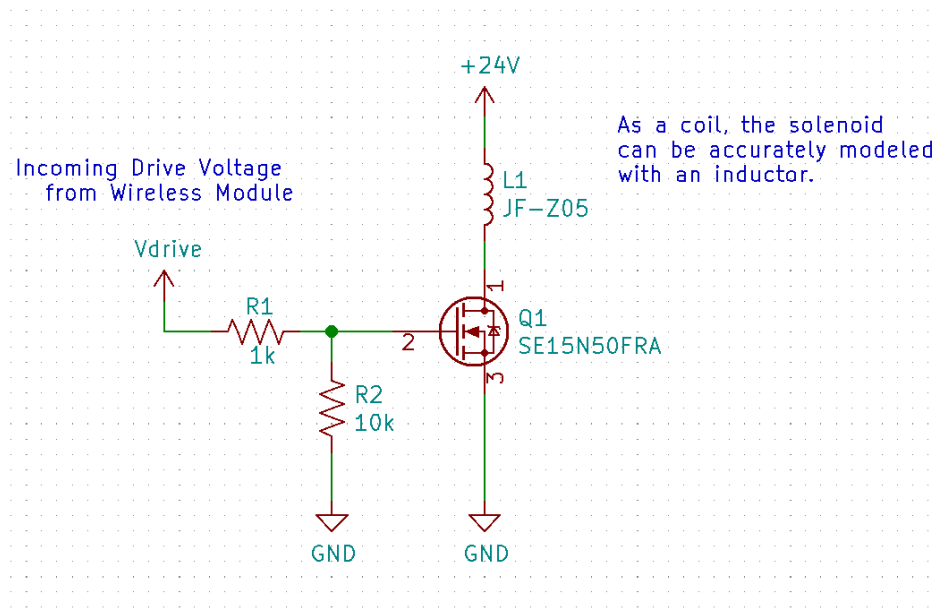 +24V
As a coil, the solenoid
can be accurately modeled
with an inductor.
Incoming Drive Voltage
from Wireless Module
L1
JF-Z05
Vdrive
1
R1
Q1
1k
2
SE15N50FRA
3
R2
10k
GND
GND